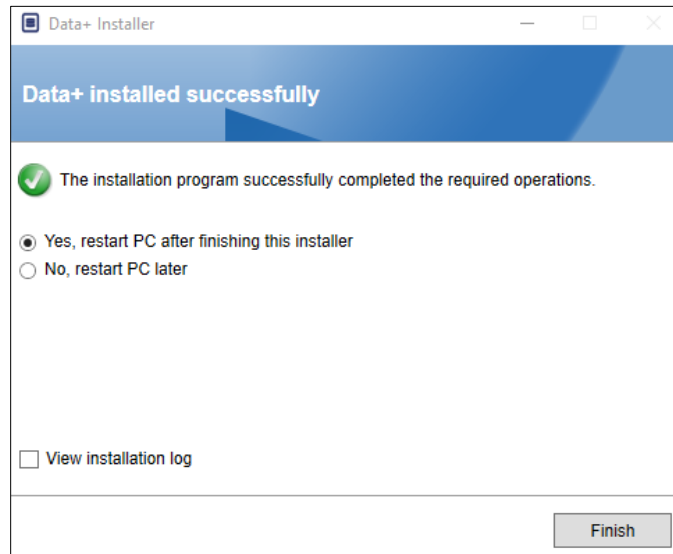 Data+ Installer
Data+ installed successfully
The installation program successfully completed the required operations.
Yes, restart PC after finishing this installer
No, restart PC later
View installation log
Finish